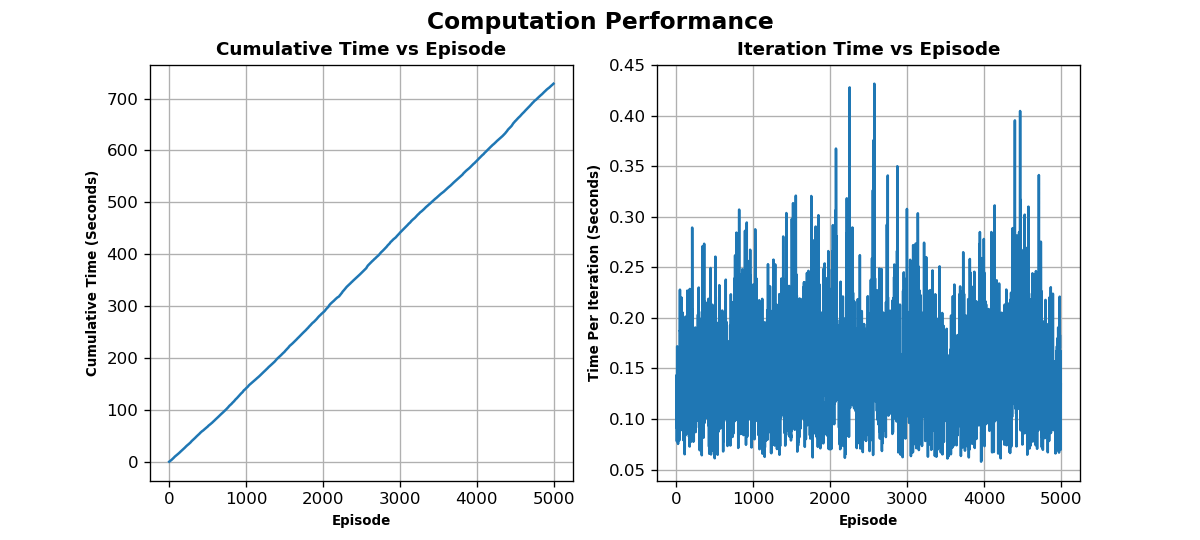 Computation Performance
Cumulative Time vs Episode
Cumulative Time (Seconds)
700
600
500
400
300
200
100
0
0 1000 2000 3000 4000 5000
Episode
Iteration Time vs Episode
Time Per Iteration (Seconds)
0.45
0.40
0.35
0.30
0.25
0.20
0.15
0.10
0.05
0 1000 2000 3000 4000 5000
Episode